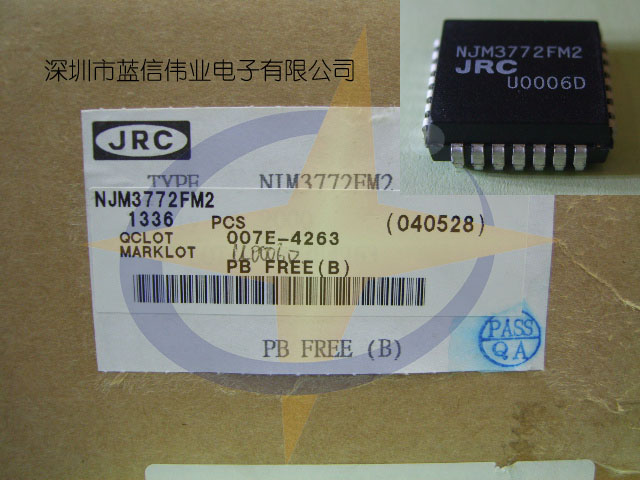 深圳市蓝信伟业电子有限公司
NJM3772FM2
JRC
U0006D
JRC
TYPE NJM3772FM2
NJM3772FM2
1336 PCS (040528)
QCLOT 007E-4263
MARKLOT U0006D
PB FREE(B)
PB FREE (B)
PASS
QA